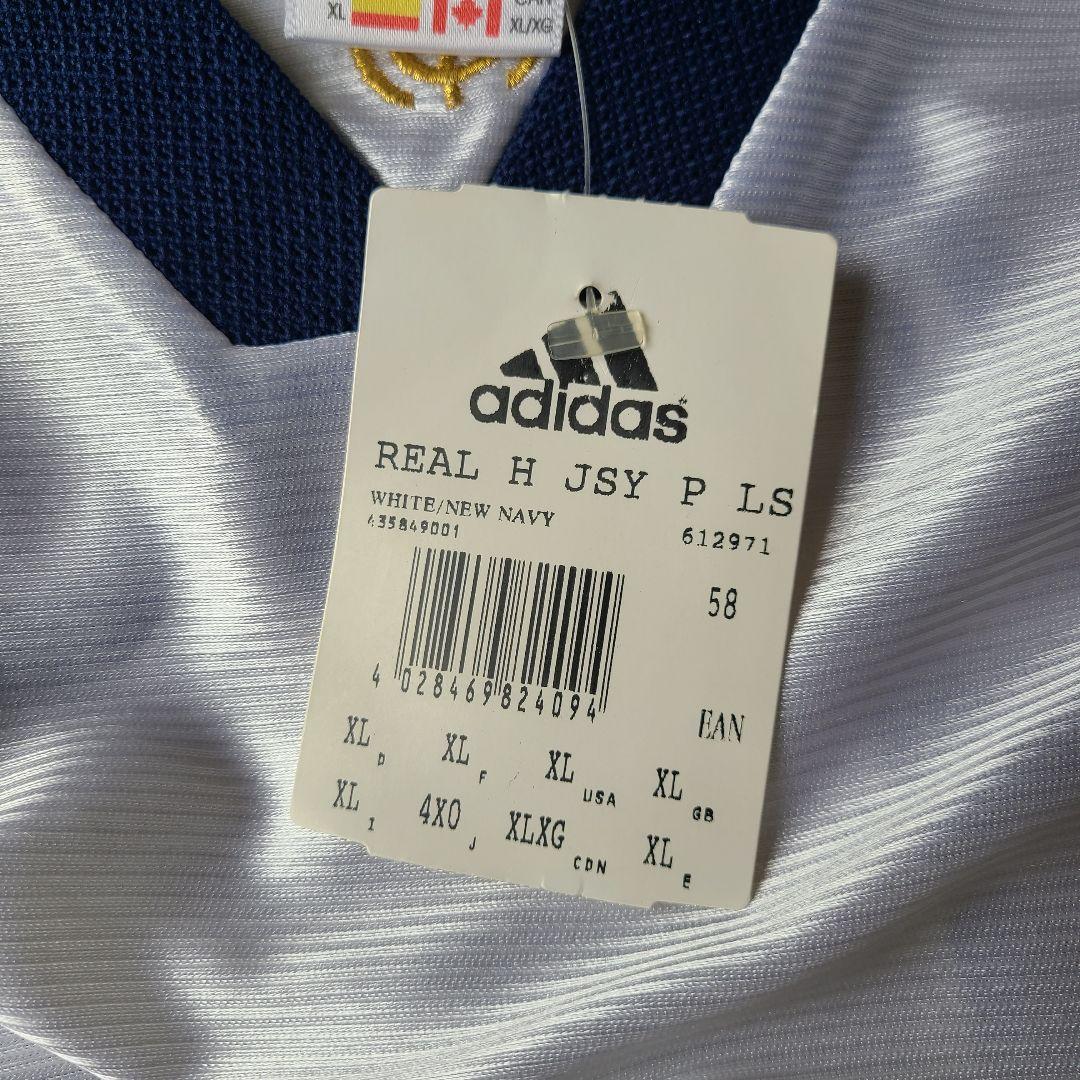 XL
CAN
XL/XG
adidas
REAL H JSY P LS
WHITE/NEW NAVY
435849001 612971
58
4 028469 824094
EAN
XL D XL F XL USA XL GB
XL I 4XO J XLXG CDN XL E